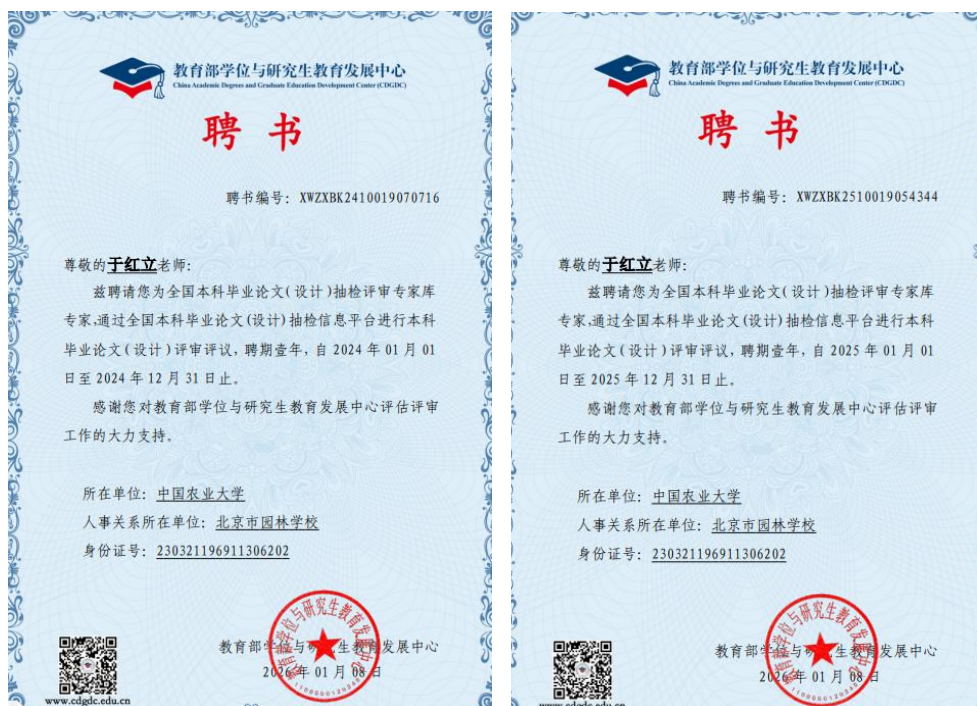 教育部学位与研究生教育发展中心
China Academic Degrees and Graduate Education Development Center (CDGDC)
聘 书
聘书编号：XWZXBK2410019070716
尊敬的于红立老师：
兹聘请您为全国本科毕业论文(设计)抽检评审专家库
专家,通过全国本科毕业论文(设计)抽检信息平台进行本科
毕业论文(设计)评审评议，聘期壹年，自 2024 年 01 月 01
日至 2024 年 12 月 31 日止。
感谢您对教育部学位与研究生教育发展中心评估评审
工作的大力支持。
所在单位：中国农业大学
人事关系所在单位：北京市园林学校
身份证号：230321196911306202
教育部学位与研究生教育发展中心
2026 年 01 月 08 日
www.cdgdc.edu.cn
教育部学位与研究生教育发展中心
China Academic Degrees and Graduate Education Development Center (CDGDC)
聘 书
聘书编号：XWZXBK2510019054344
尊敬的于红立老师：
兹聘请您为全国本科毕业论文(设计)抽检评审专家库
专家,通过全国本科毕业论文(设计)抽检信息平台进行本科
毕业论文(设计)评审评议，聘期壹年，自 2025 年 01 月 01
日至 2025 年 12 月 31 日止。
感谢您对教育部学位与研究生教育发展中心评估评审
工作的大力支持。
所在单位：中国农业大学
人事关系所在单位：北京市园林学校
身份证号：230321196911306202
教育部学位与研究生教育发展中心
2026 年 01 月 08 日
www.cdgdc.edu.cn